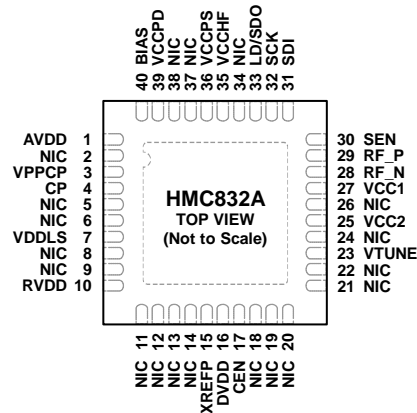 40 BIAS
39 VCCPD
38 NIC
37 NIC
36 VCCPS
35 VCCHF
34 NIC
33 LD/SDO
32 SCK
31 SDI
AVDD 1
NIC 2
VPPCP 3
CP 4
NIC 5
NIC 6
VDDLS 7
NIC 8
NIC 9
RVDD 10
HMC832A
TOP VIEW
(Not to Scale)
30 SEN
29 RF_P
28 RF_N
27 VCC1
26 NIC
25 VCC2
24 NIC
23 VTUNE
22 NIC
21 NIC
NIC 11
NIC 12
NIC 13
NIC 14
XREFP 15
DVDD 16
CEN 17
NIC 18
NIC 19
NIC 20